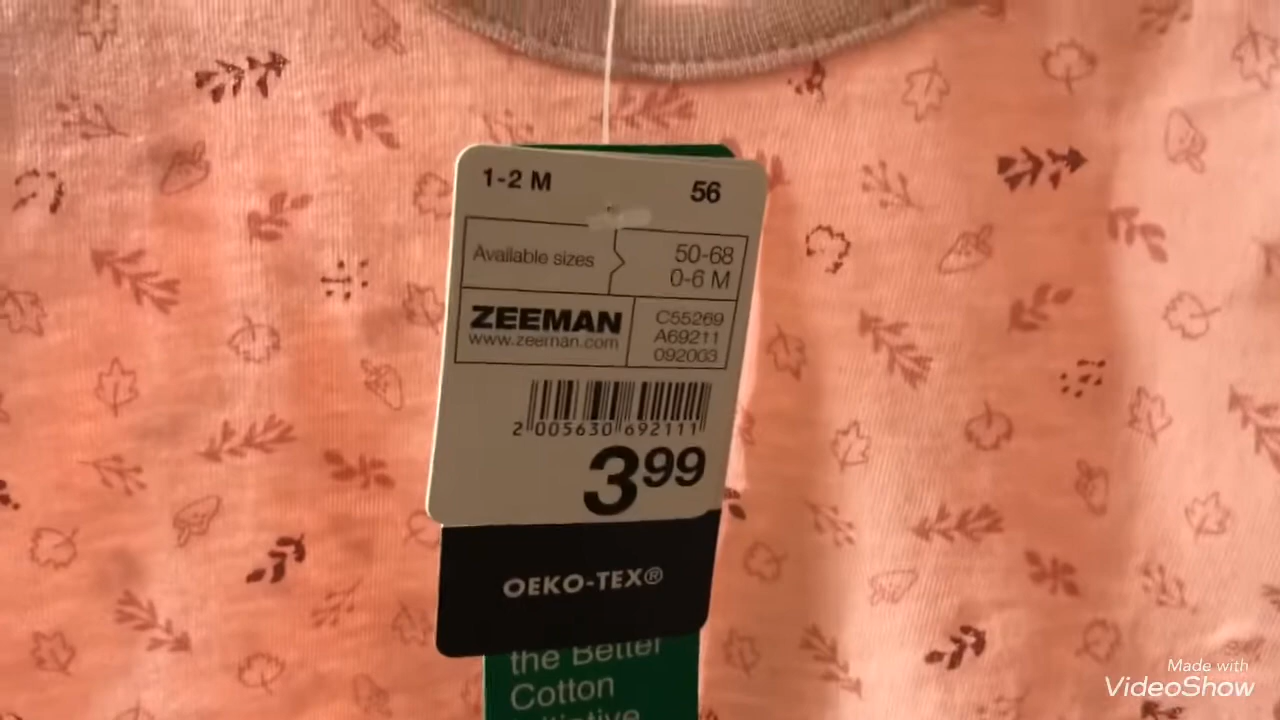 1-2 M 56
Available sizes 50-68
0-6 M
ZEEMAN
www.zeeman.com
C55269
A69211
092003
2 005630 692111
3 99
OEKO-TEX®
the Better
Cotton
Initiative
Made with
VideoShow